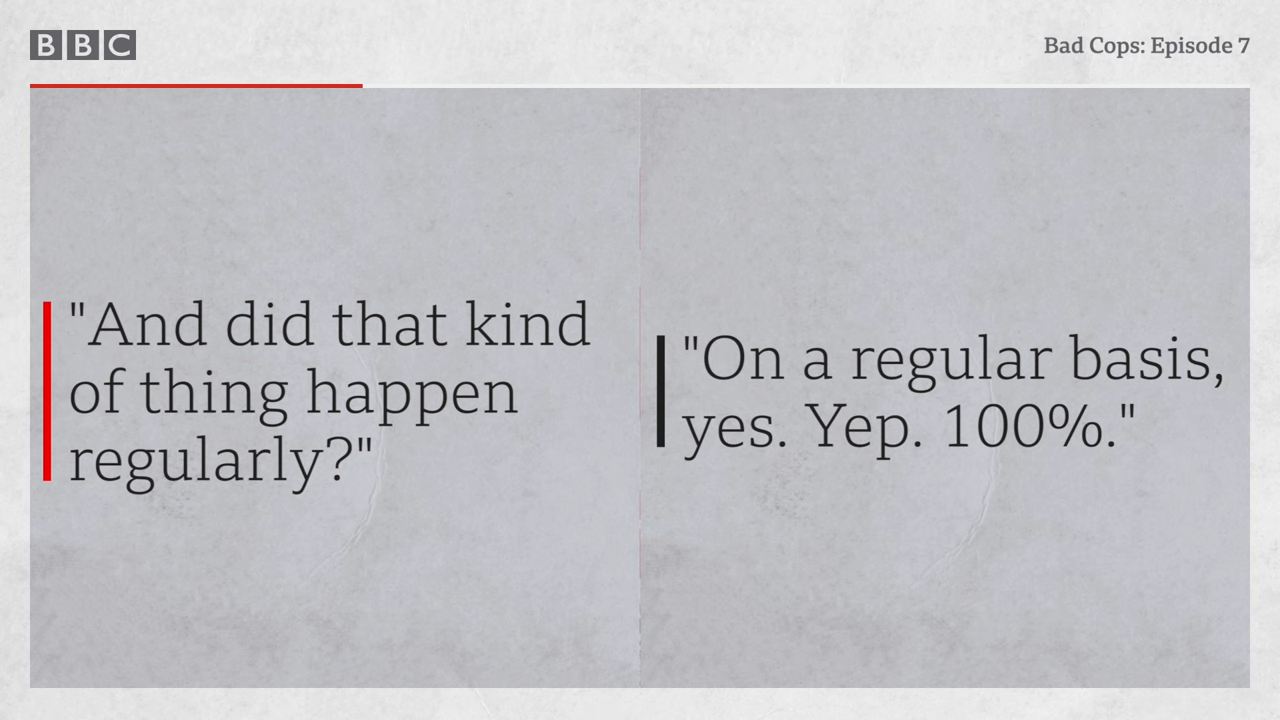 BBC
Bad Cops: Episode 7
"And did that kind
of thing happen
regularly?"
"On a regular basis,
yes. Yep. 100%."